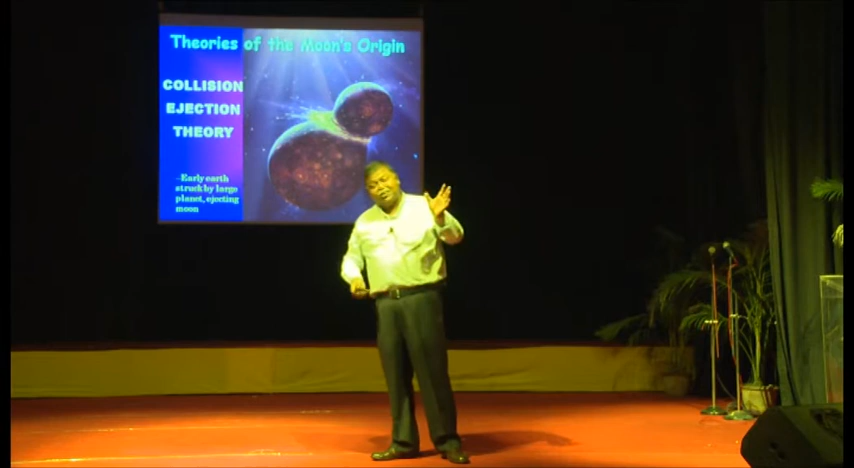 Theories of the Moon's Origin
COLLISION
EJECTION
THEORY
–Early earth
struck by large
planet, ejecting
moon